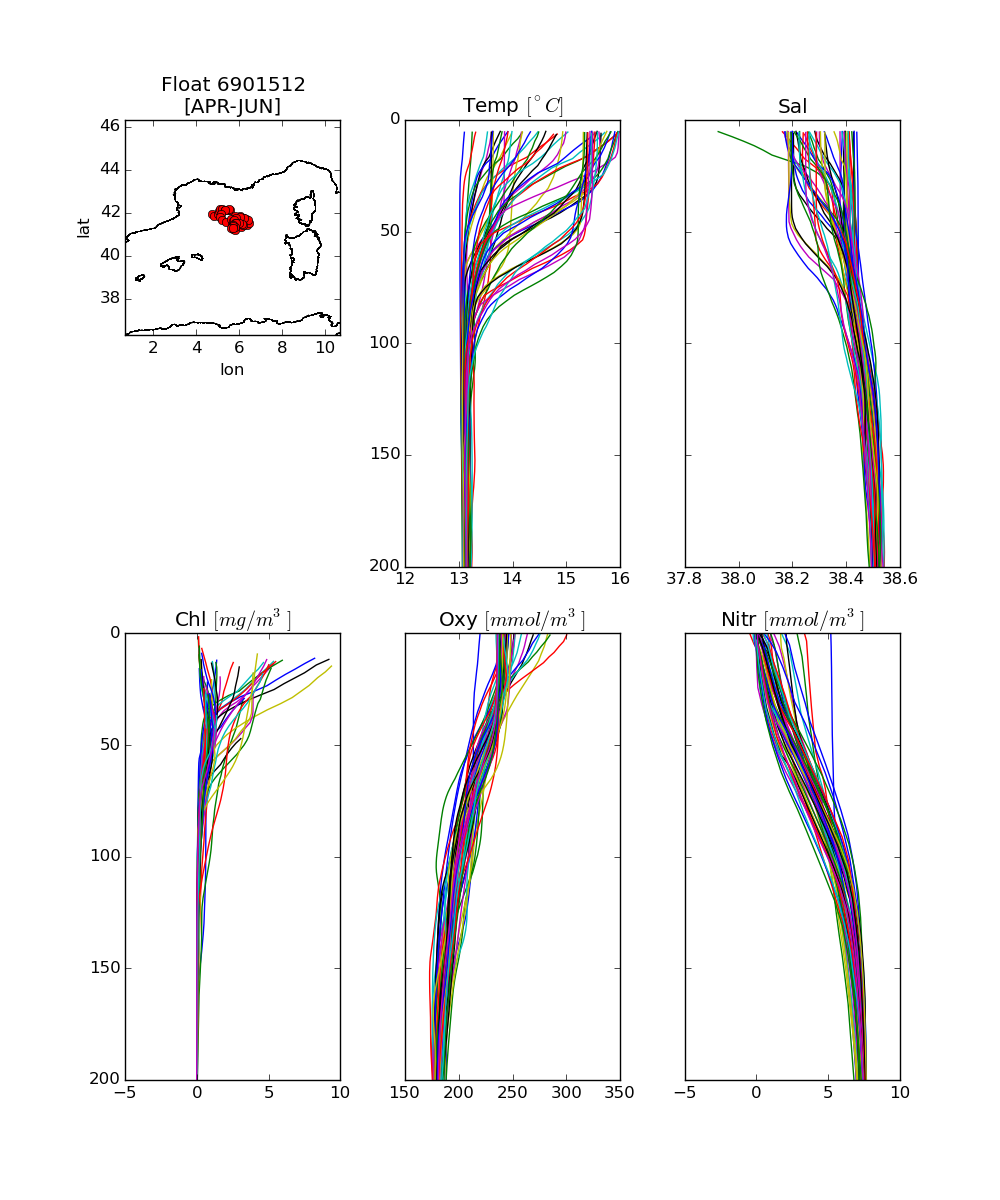 Float 6901512
[APR-JUN]
46
44
42
40
38
lat
2 4 6 8 10
lon
Temp [°C]
0
50
100
150
200
12 13 14 15 16
Sal
37.8 38.0 38.2 38.4 38.6
Chl [mg/m³]
0
50
100
150
200
−5 0 5 10
Oxy [mmol/m³]
150 200 250 300 350
Nitr [mmol/m³]
−5 0 5 10